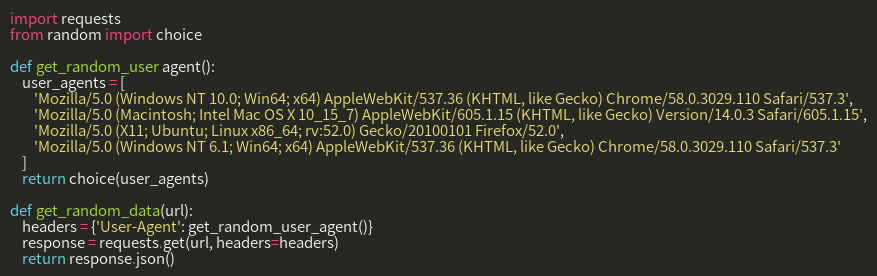 import requests
from random import choice

def get_random_user agent():
    user_agents = [
        'Mozilla/5.0 (Windows NT 10.0; Win64; x64) AppleWebKit/537.36 (KHTML, like Gecko) Chrome/58.0.3029.110 Safari/537.3',
        'Mozilla/5.0 (Macintosh; Intel Mac OS X 10_15_7) AppleWebKit/605.1.15 (KHTML, like Gecko) Version/14.0.3 Safari/605.1.15',
        'Mozilla/5.0 (X11; Ubuntu; Linux x86_64; rv:52.0) Gecko/20100101 Firefox/52.0',
        'Mozilla/5.0 (Windows NT 6.1; Win64; x64) AppleWebKit/537.36 (KHTML, like Gecko) Chrome/58.0.3029.110 Safari/537.3'
    ]
    return choice(user_agents)

def get_random_data(url):
    headers = {'User-Agent': get_random_user_agent()}
    response = requests.get(url, headers=headers)
    return response.json()